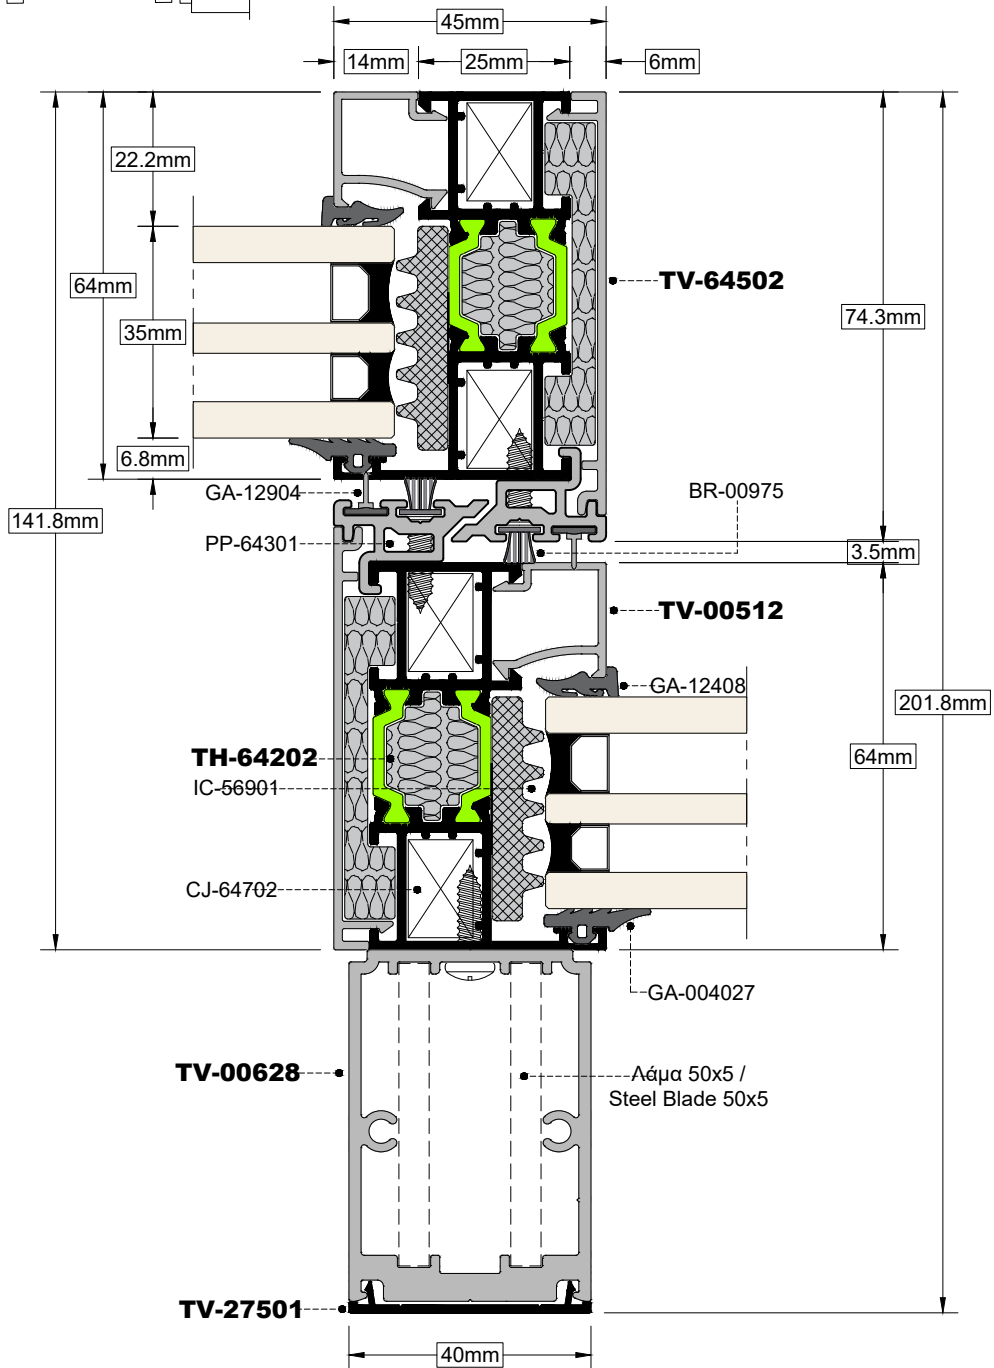 45mm
14mm
25mm
6mm
22.2mm
TV-64502
64mm
74.3mm
35mm
6.8mm
GA-12904
BR-00975
141.8mm
PP-64301
3.5mm
TV-00512
GA-12408
201.8mm
TH-64202
64mm
IC-56901
CJ-64702
GA-004027
TV-00628
Λάμα 50x5 /
Steel Blade 50x5
TV-27501
40mm